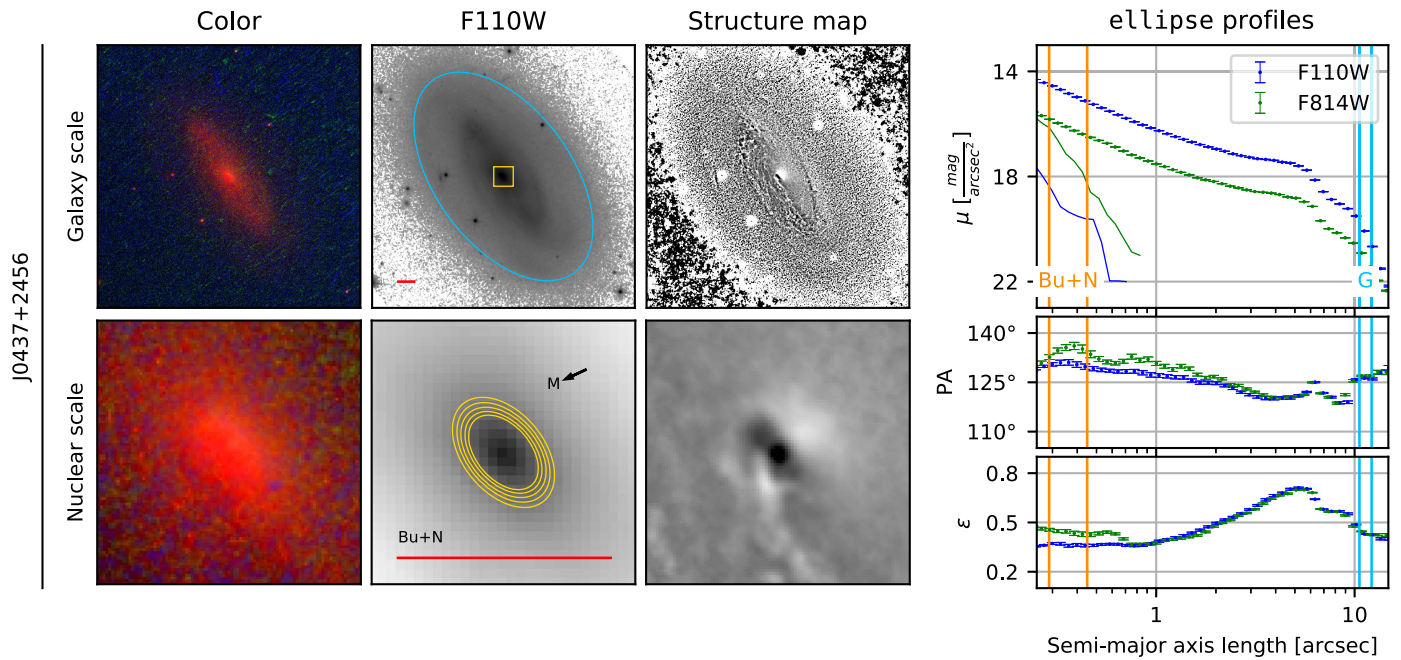 Color
F110W
Structure map
ellipse profiles
J0437+2456
Galaxy scale
Nuclear scale
M
Bu+N
F110W
F814W
μ [mag/arcsec²]
14
18
22
Bu+N
G
PA
140°
125°
110°
ε
0.8
0.5
0.2
1
10
Semi-major axis length [arcsec]